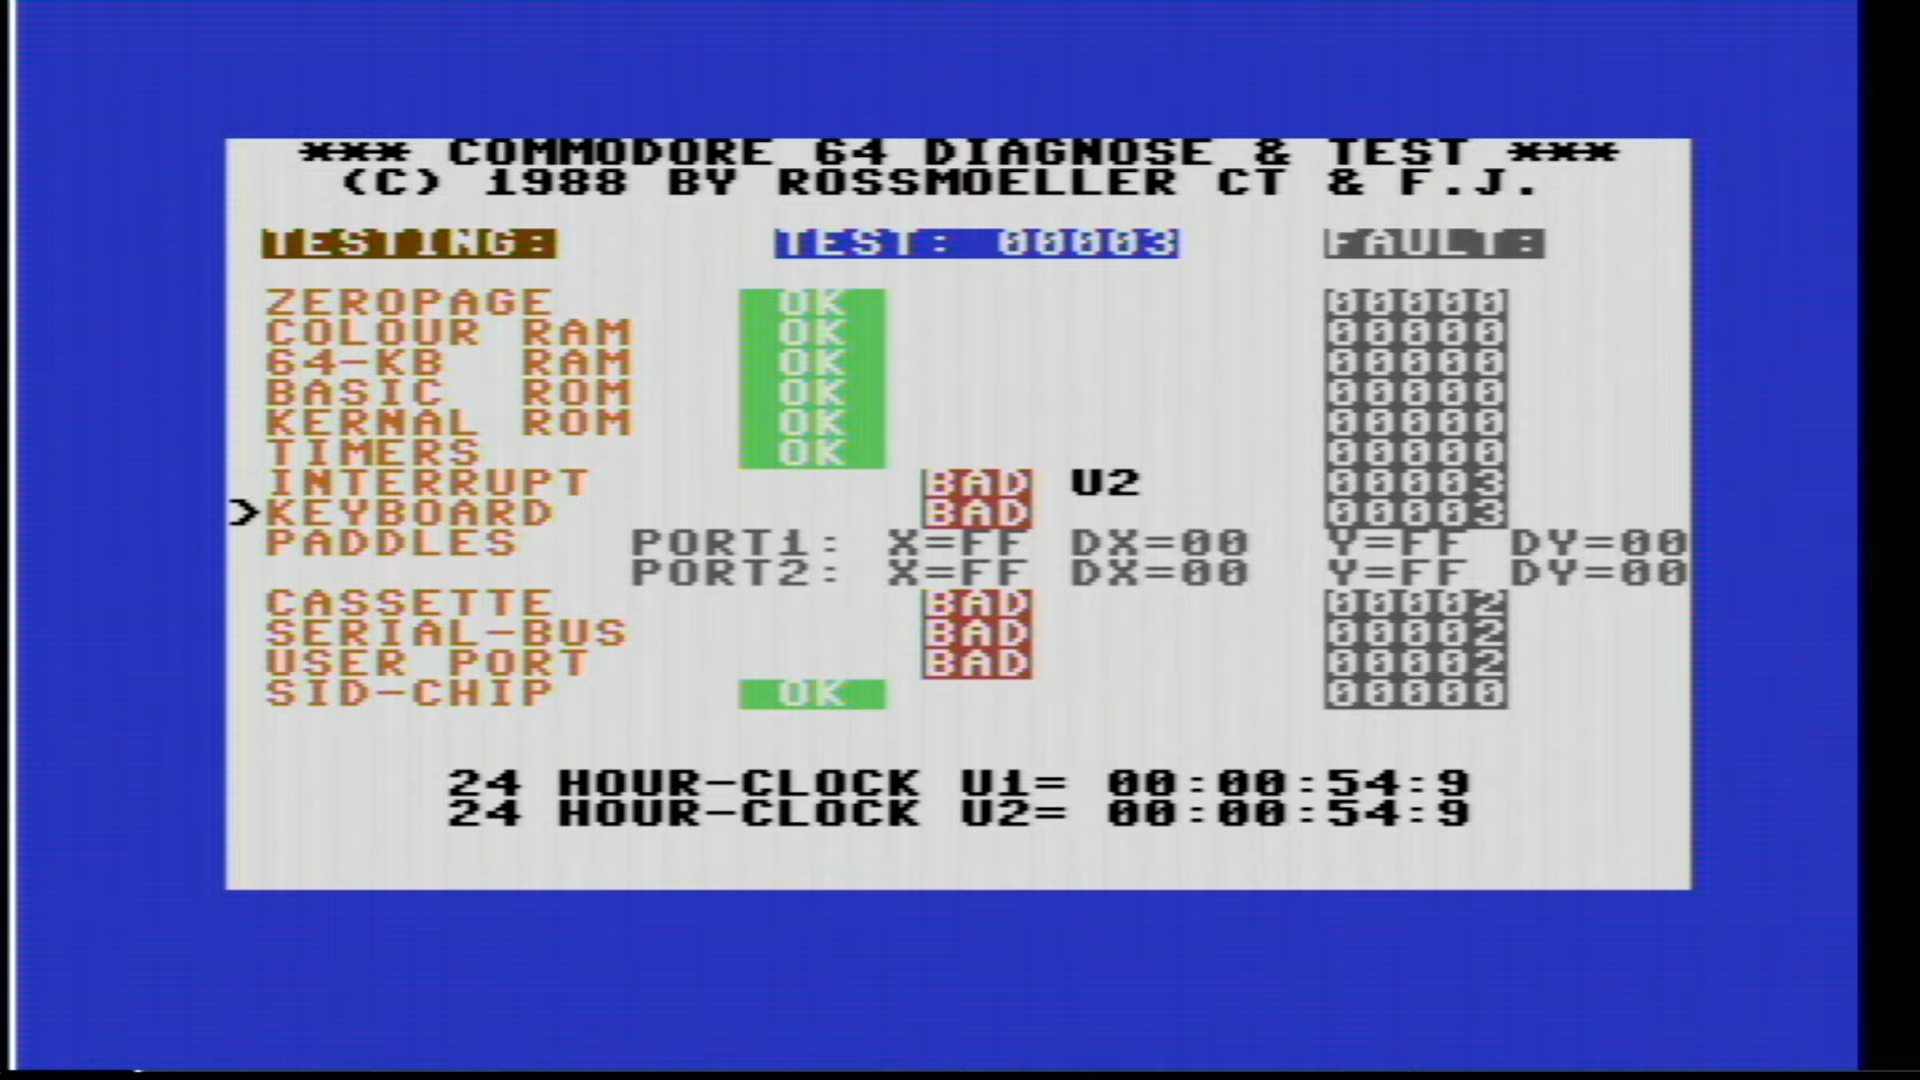 *** COMMODORE 64 DIAGNOSE & TEST ***
(C) 1988 BY ROSSMOELLER CT & F.J.
TESTING: TEST: 00003 FAULT:
ZEROPAGE OK 00000
COLOUR RAM OK 00000
64-KB RAM OK 00000
BASIC ROM OK 00000
KERNAL ROM OK 00000
TIMERS OK 00000
INTERRUPT BAD U2 00003
>KEYBOARD BAD 00003
PADDLES PORT1: X=FF DX=00 Y=FF DY=00
PORT2: X=FF DX=00 Y=FF DY=00
CASSETTE BAD 00002
SERIAL-BUS BAD 00002
USER PORT BAD 00002
SID-CHIP OK 00000
24 HOUR-CLOCK U1= 00:00:54:9
24 HOUR-CLOCK U2= 00:00:54:9